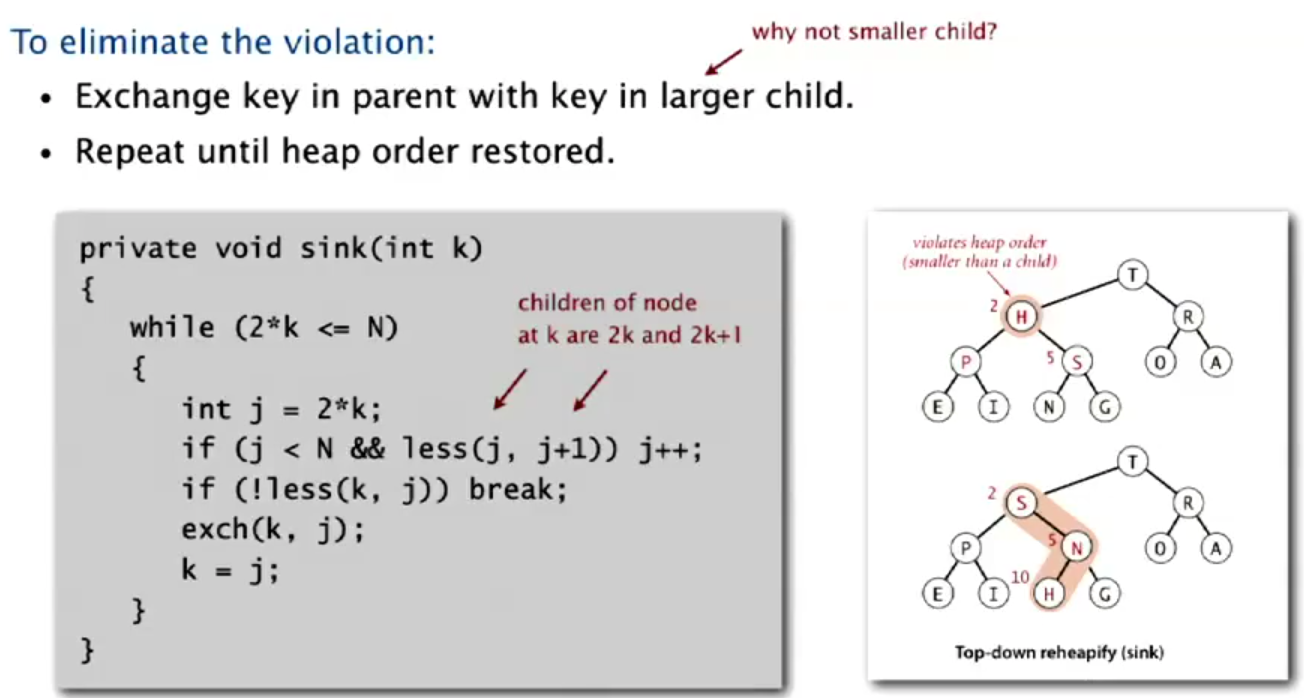 why not smaller child?
To eliminate the violation:
• Exchange key in parent with key in larger child.
• Repeat until heap order restored.
private void sink(int k)
{
while (2*k <= N)
{
int j = 2*k;
if (j < N && less(j, j+1)) j++;
if (!less(k, j)) break;
exch(k, j);
k = j;
}
}
children of node
at k are 2k and 2k+1
violates heap order
(smaller than a child)
T
2 H R
P 5 S O A
E I N G
T
2 S R
P 5 N O A
E I 10 H G
Top-down reheapify (sink)